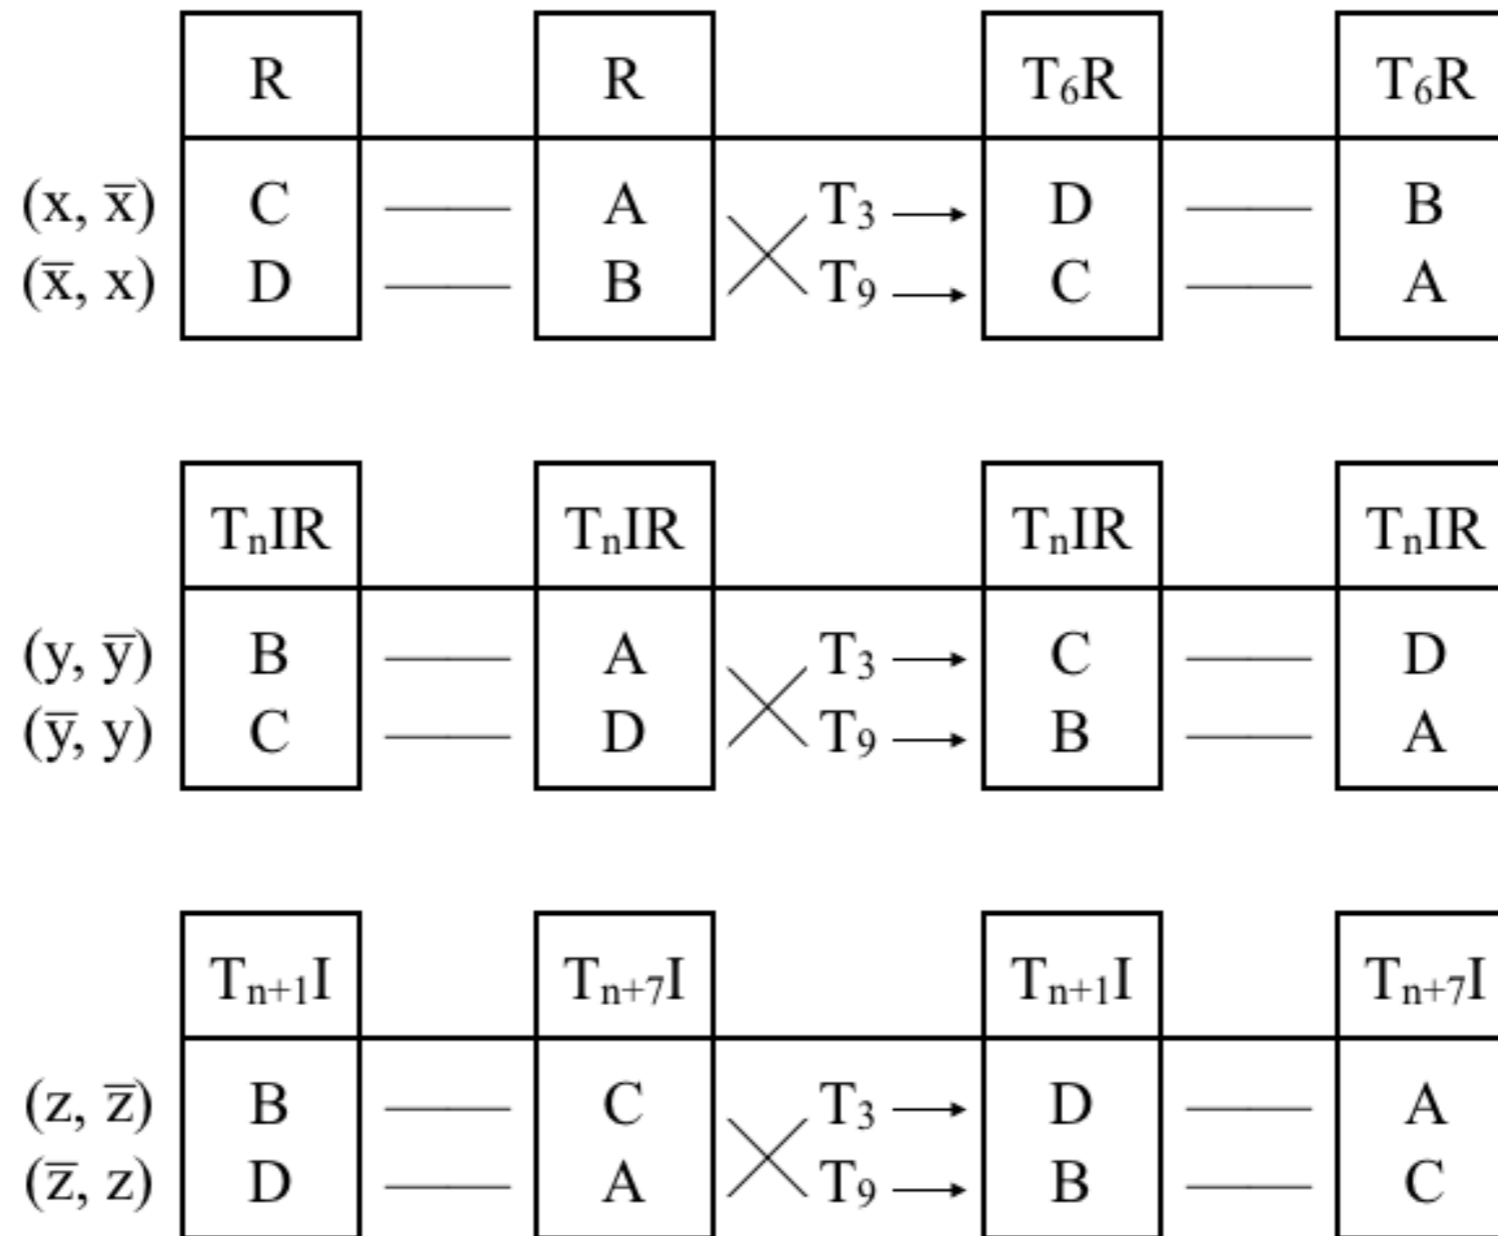 R R T₆R T₆R
(x, x̅) C A T₃ D B
(x̅, x) D B T₉ C A
TₙIR TₙIR TₙIR TₙIR
(y, y̅) B A T₃ C D
(y̅, y) C D T₉ B A
Tₙ₊₁I Tₙ₊₇I Tₙ₊₁I Tₙ₊₇I
(z, z̅) B C T₃ D A
(z̅, z) D A T₉ B C